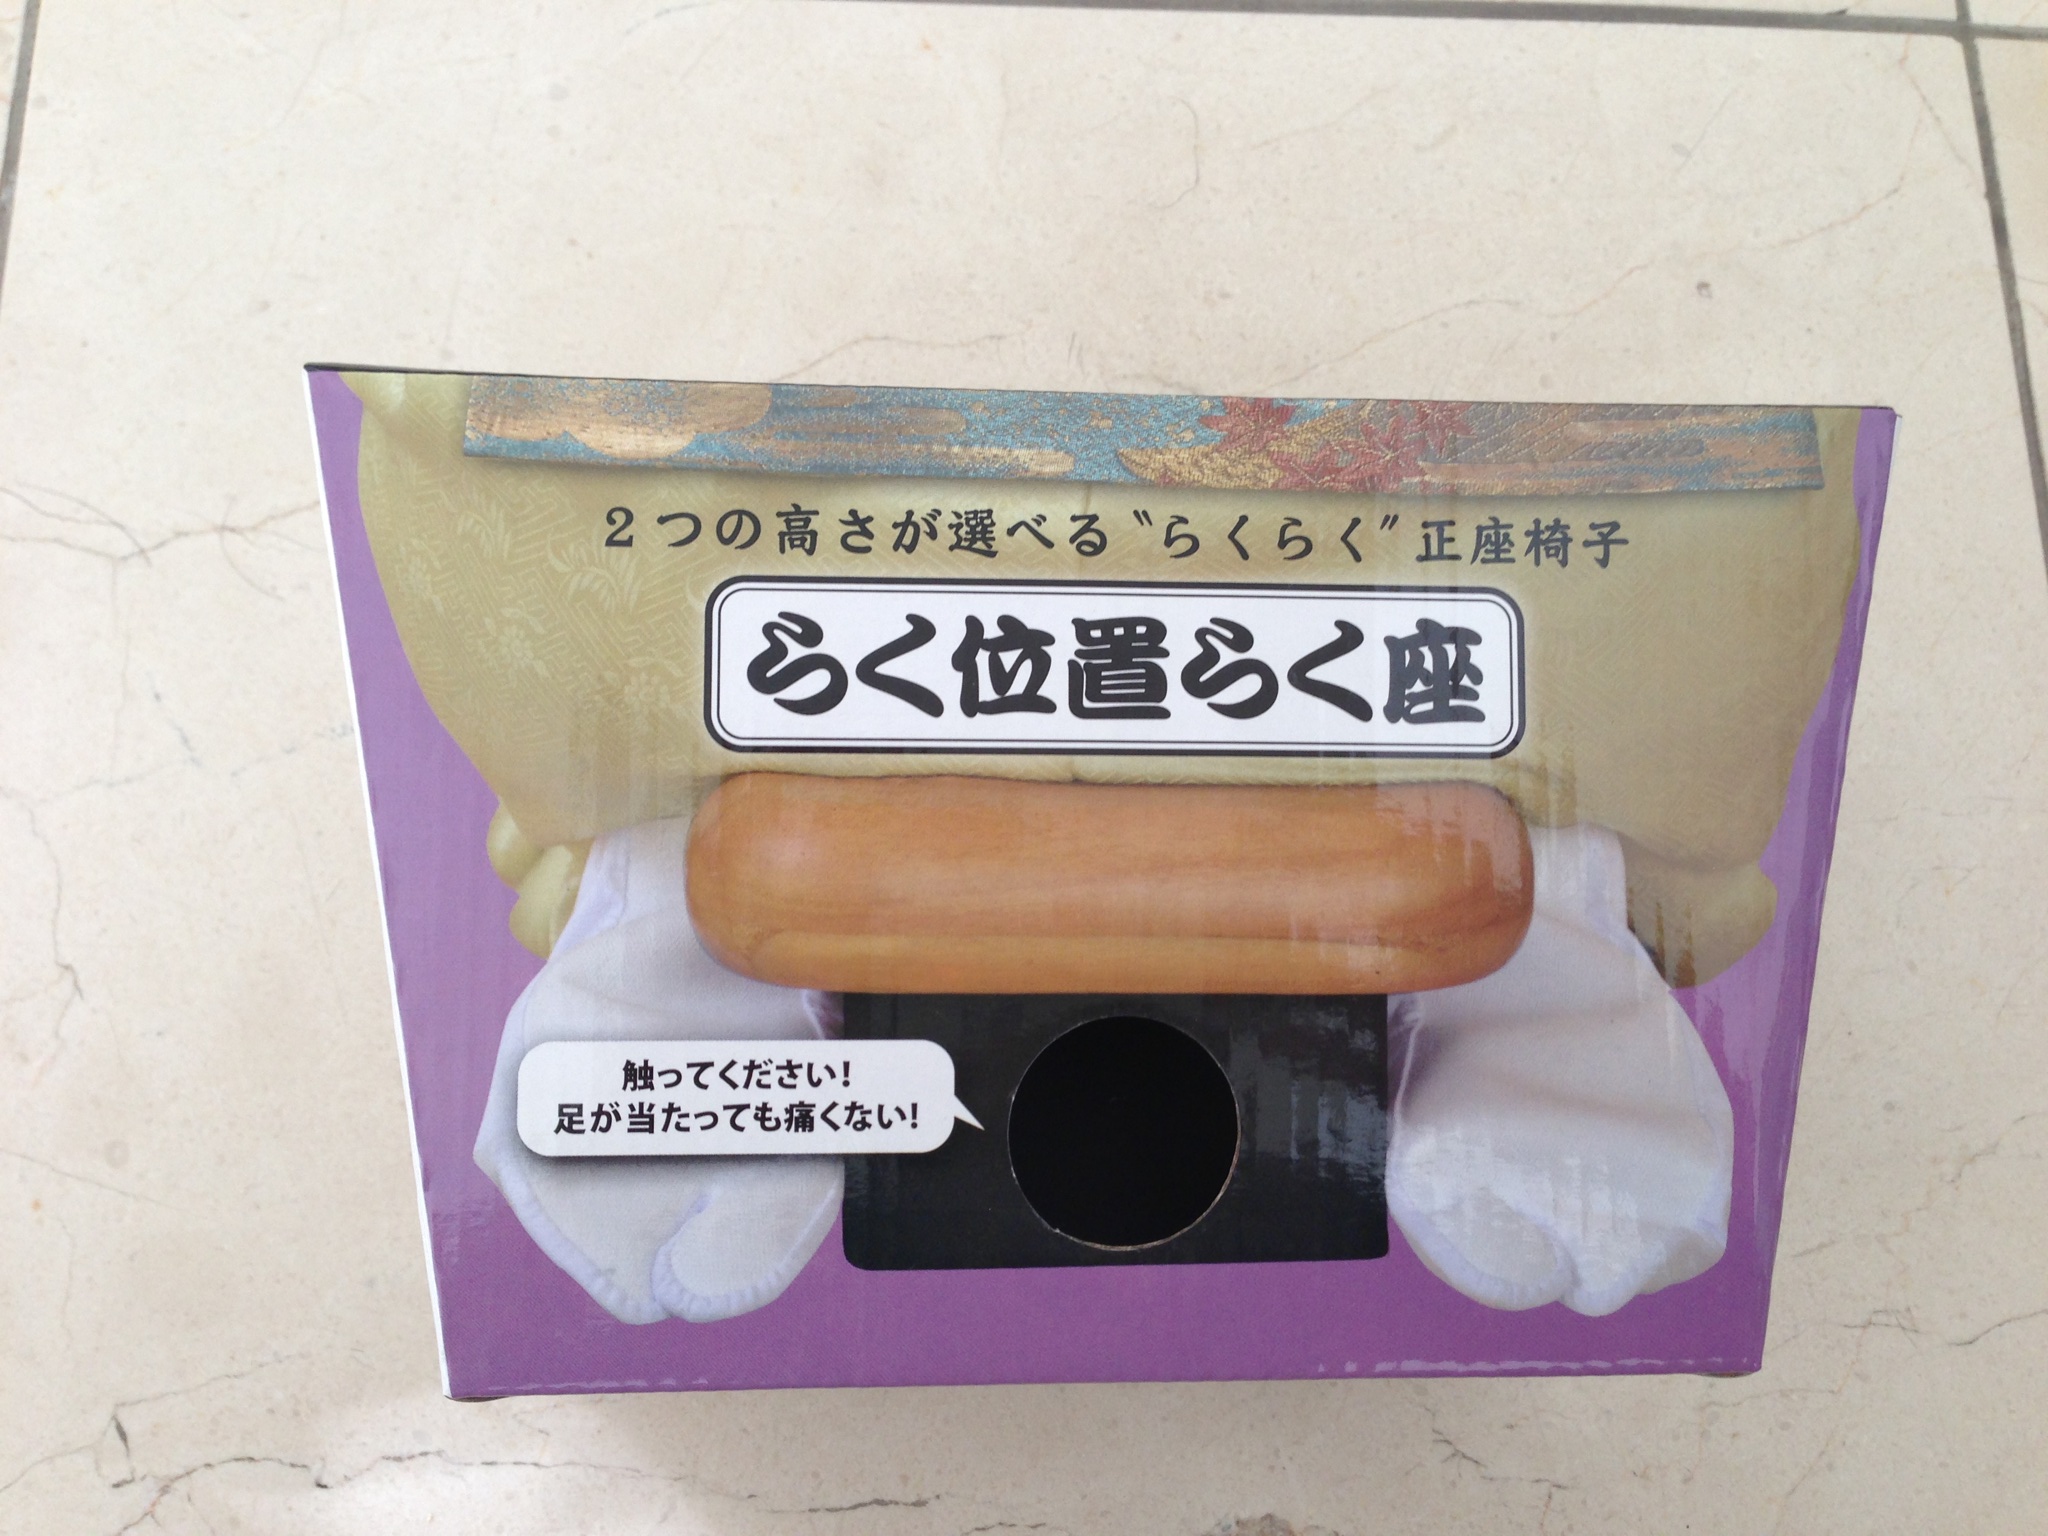 ２つの高さが選べる〝らくらく〟正座椅子
らく位置らく座
触ってください！
足が当たっても痛くない！